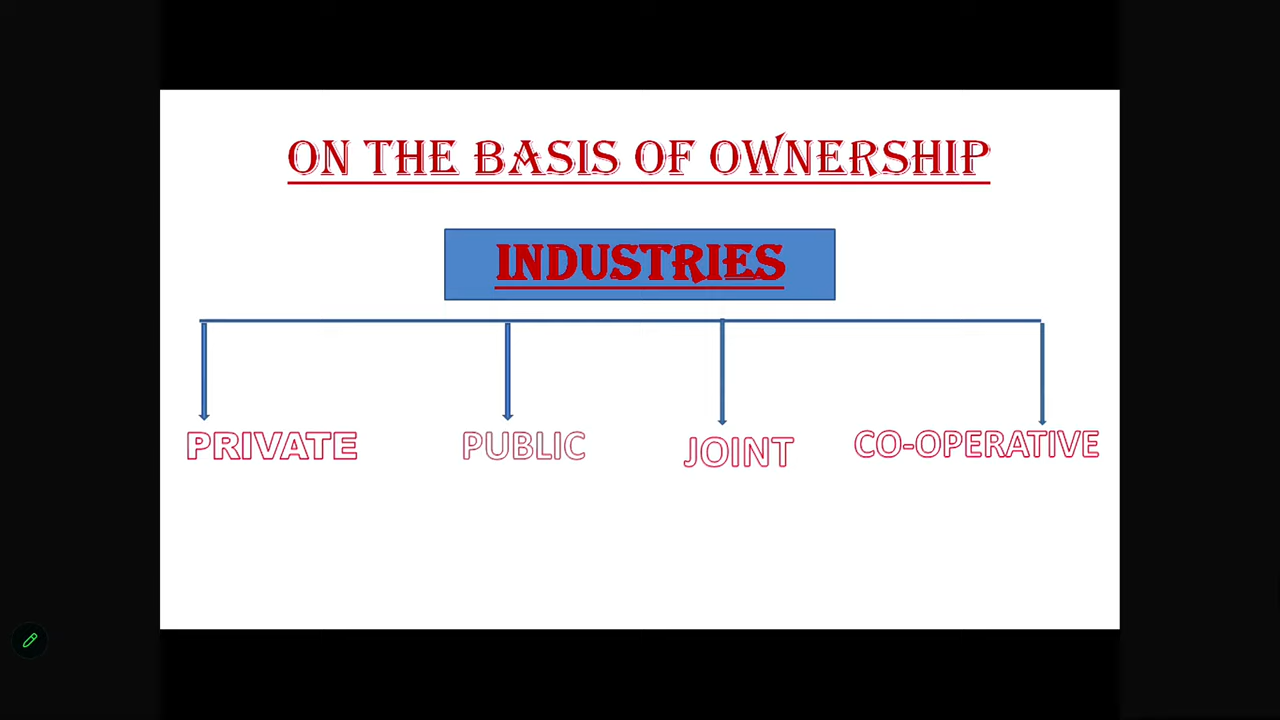 ON THE BASIS OF OWNERSHIP
INDUSTRIES
PRIVATE PUBLIC JOINT CO-OPERATIVE